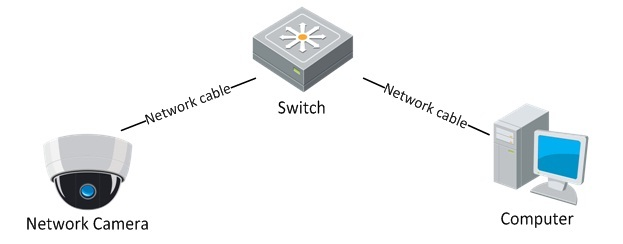 Network cable
Switch
Network cable
Network Camera
Computer